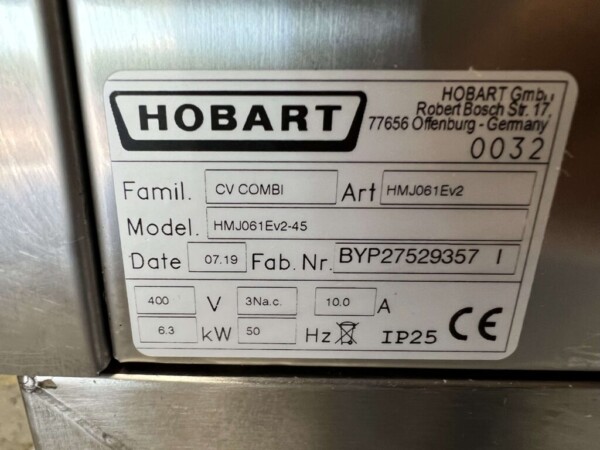 HOBART
HOBART GmbH
Robert Bosch Str. 17,
77656 Offenburg - Germany
0032
Famil. CV COMBI Art HMJ061Ev2
Model. HMJ061Ev2-45
Date 07.19 Fab. Nr. BYP27529357 I
400 V 3Na.c. 10.0 A
6.3 kW 50 Hz IP25 CE